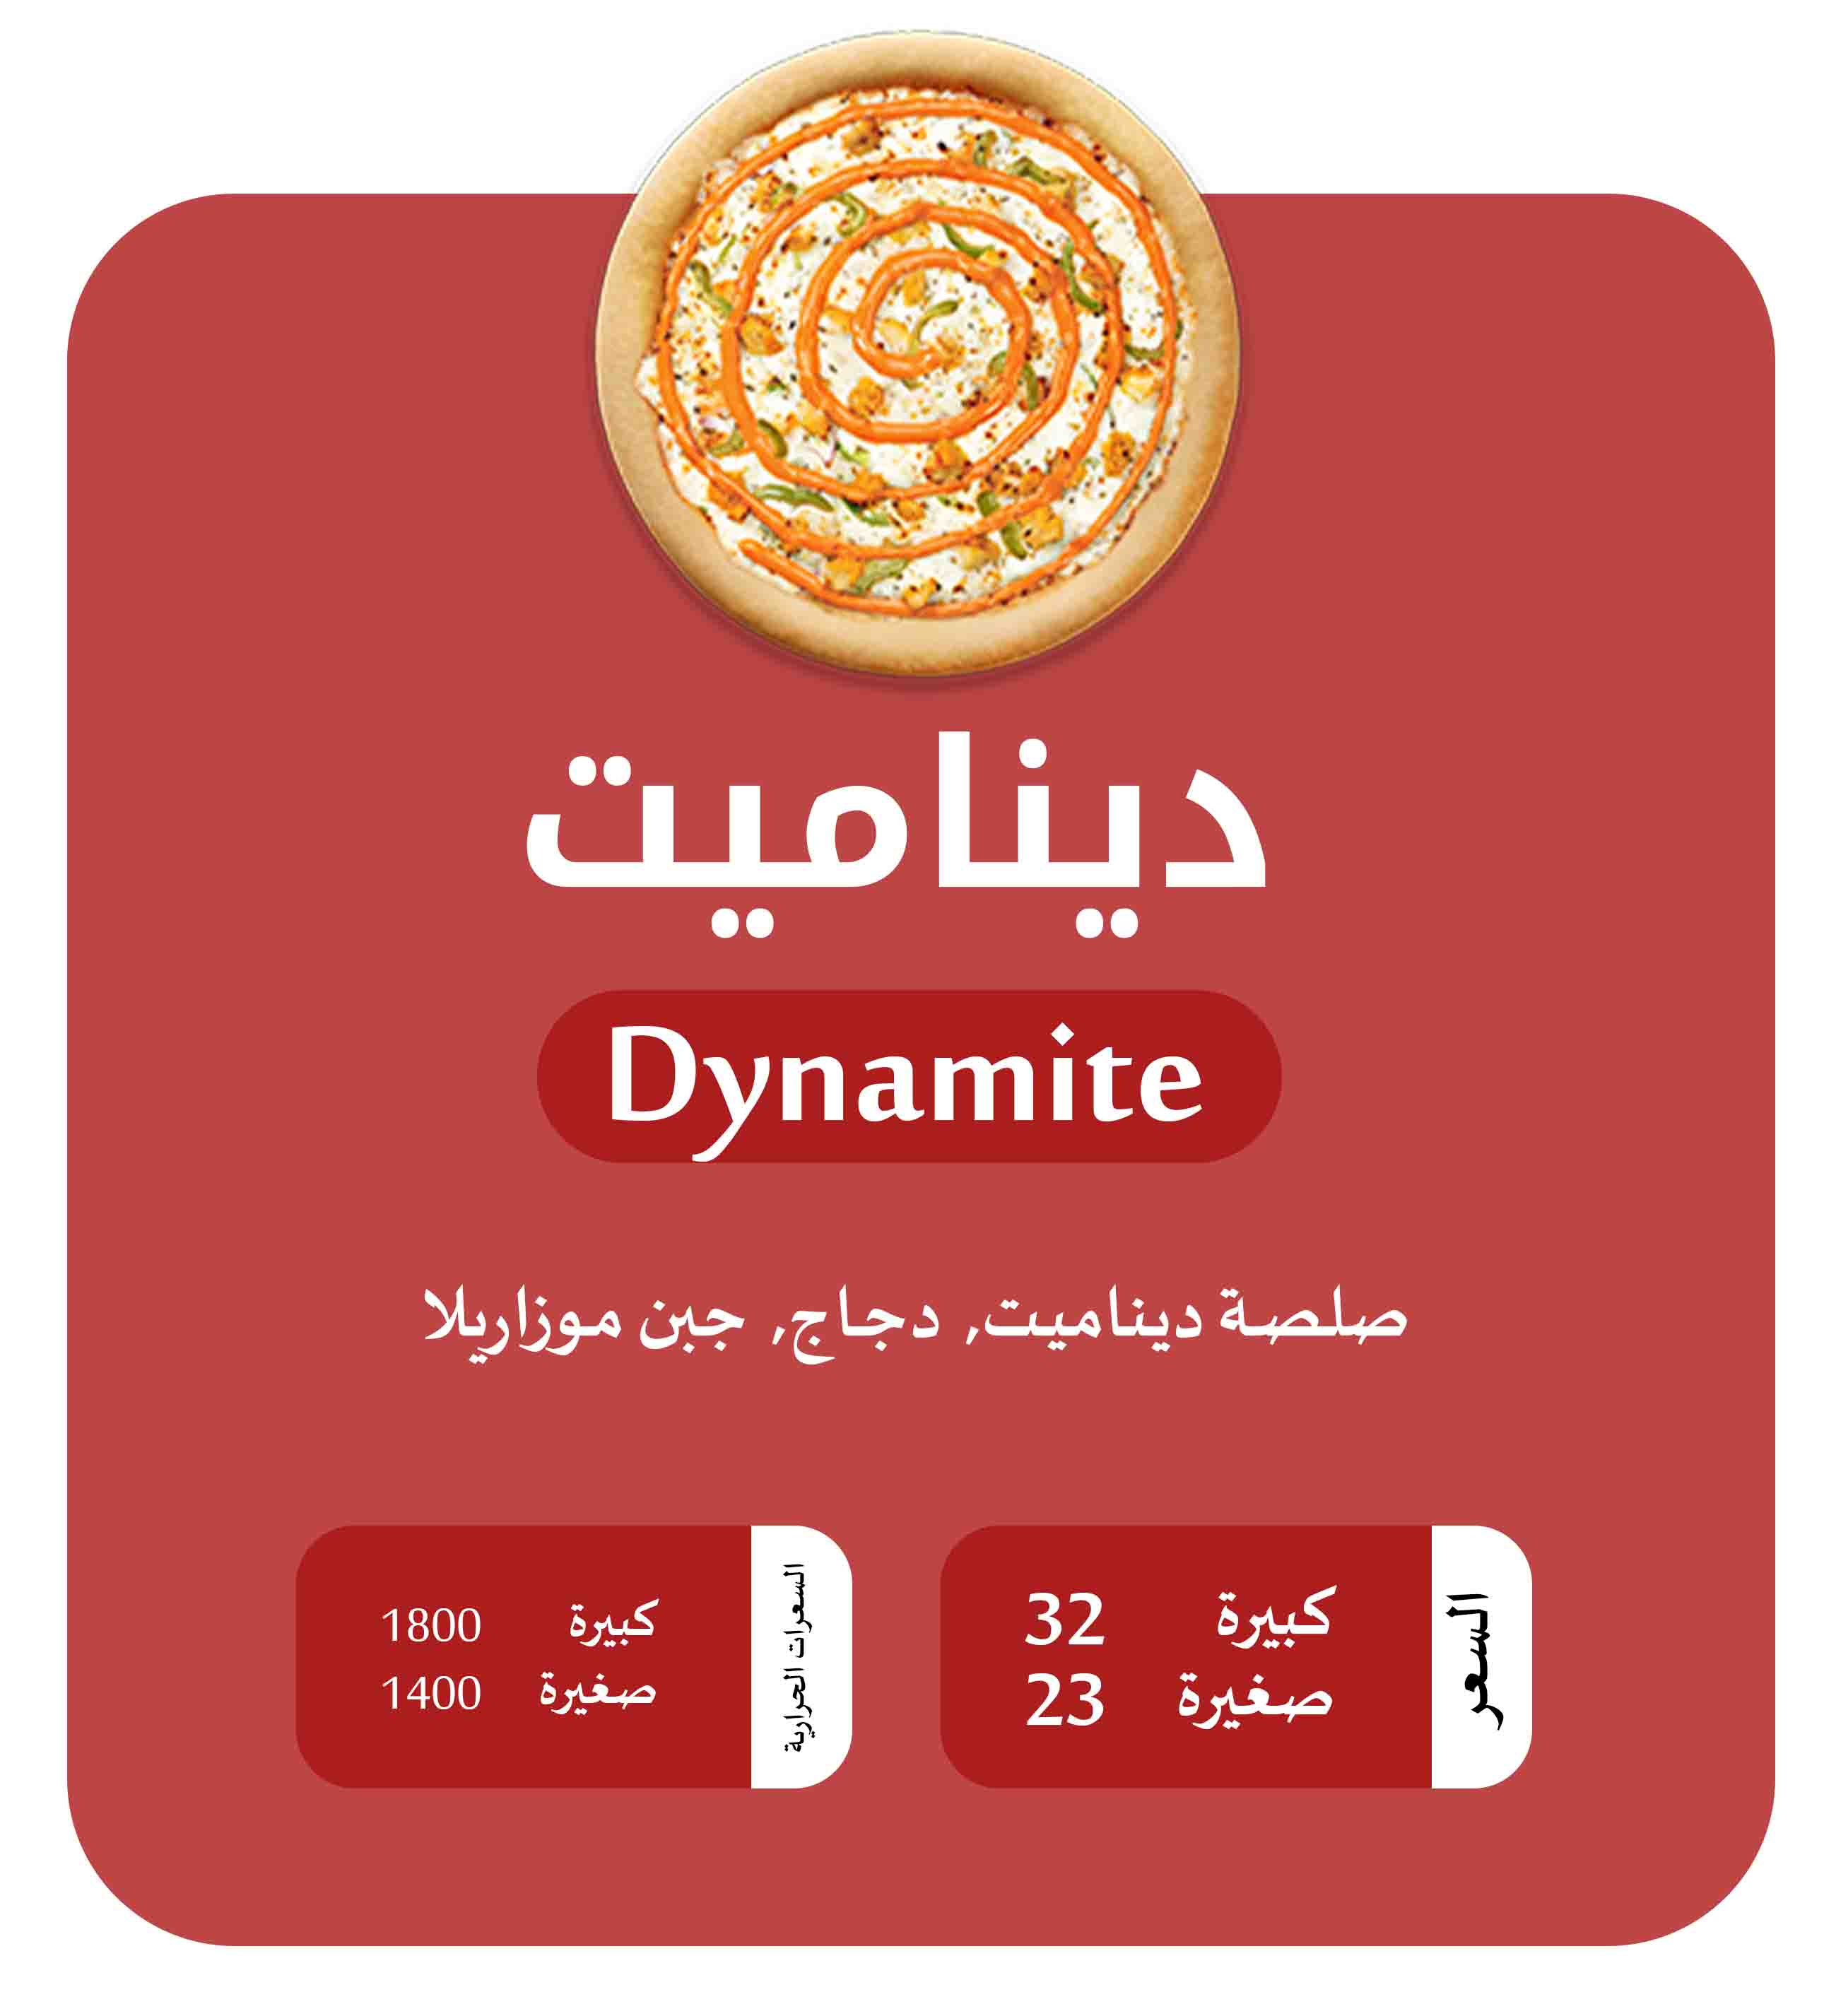 ديناميت
Dynamite
صلصة ديناميت, دجاج, جبن موزاريلا
السعر
كبيرة 32
صغيرة 23
السعرات الحرارية
كبيرة 1800
صغيرة 1400